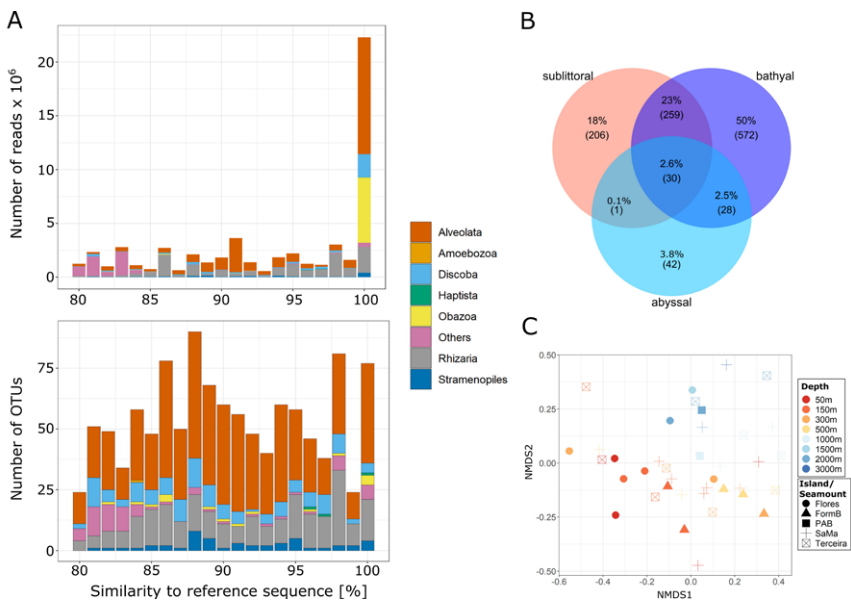 A
Number of reads x 10⁶
20
15
10
5
0
80
85
90
95
100
Number of OTUs
75
50
25
0
80
85
90
95
100
Similarity to reference sequence [%]
Alveolata
Amoebozoa
Discoba
Haptista
Obazoa
Others
Rhizaria
Stramenopiles
B
sublittoral
bathyal
18%
(206)
23%
(259)
50%
(572)
2.6%
(30)
0.1%
(1)
2.5%
(28)
3.8%
(42)
abyssal
C
NMDS2
0.50
0.25
0.00
-0.25
-0.50
-0.6
-0.4
-0.2
0.0
0.2
0.4
NMDS1
Depth
50m
150m
300m
500m
1000m
1500m
2000m
3000m
Island/
Seamount
Flores
FormB
PAB
SaMa
Terceira